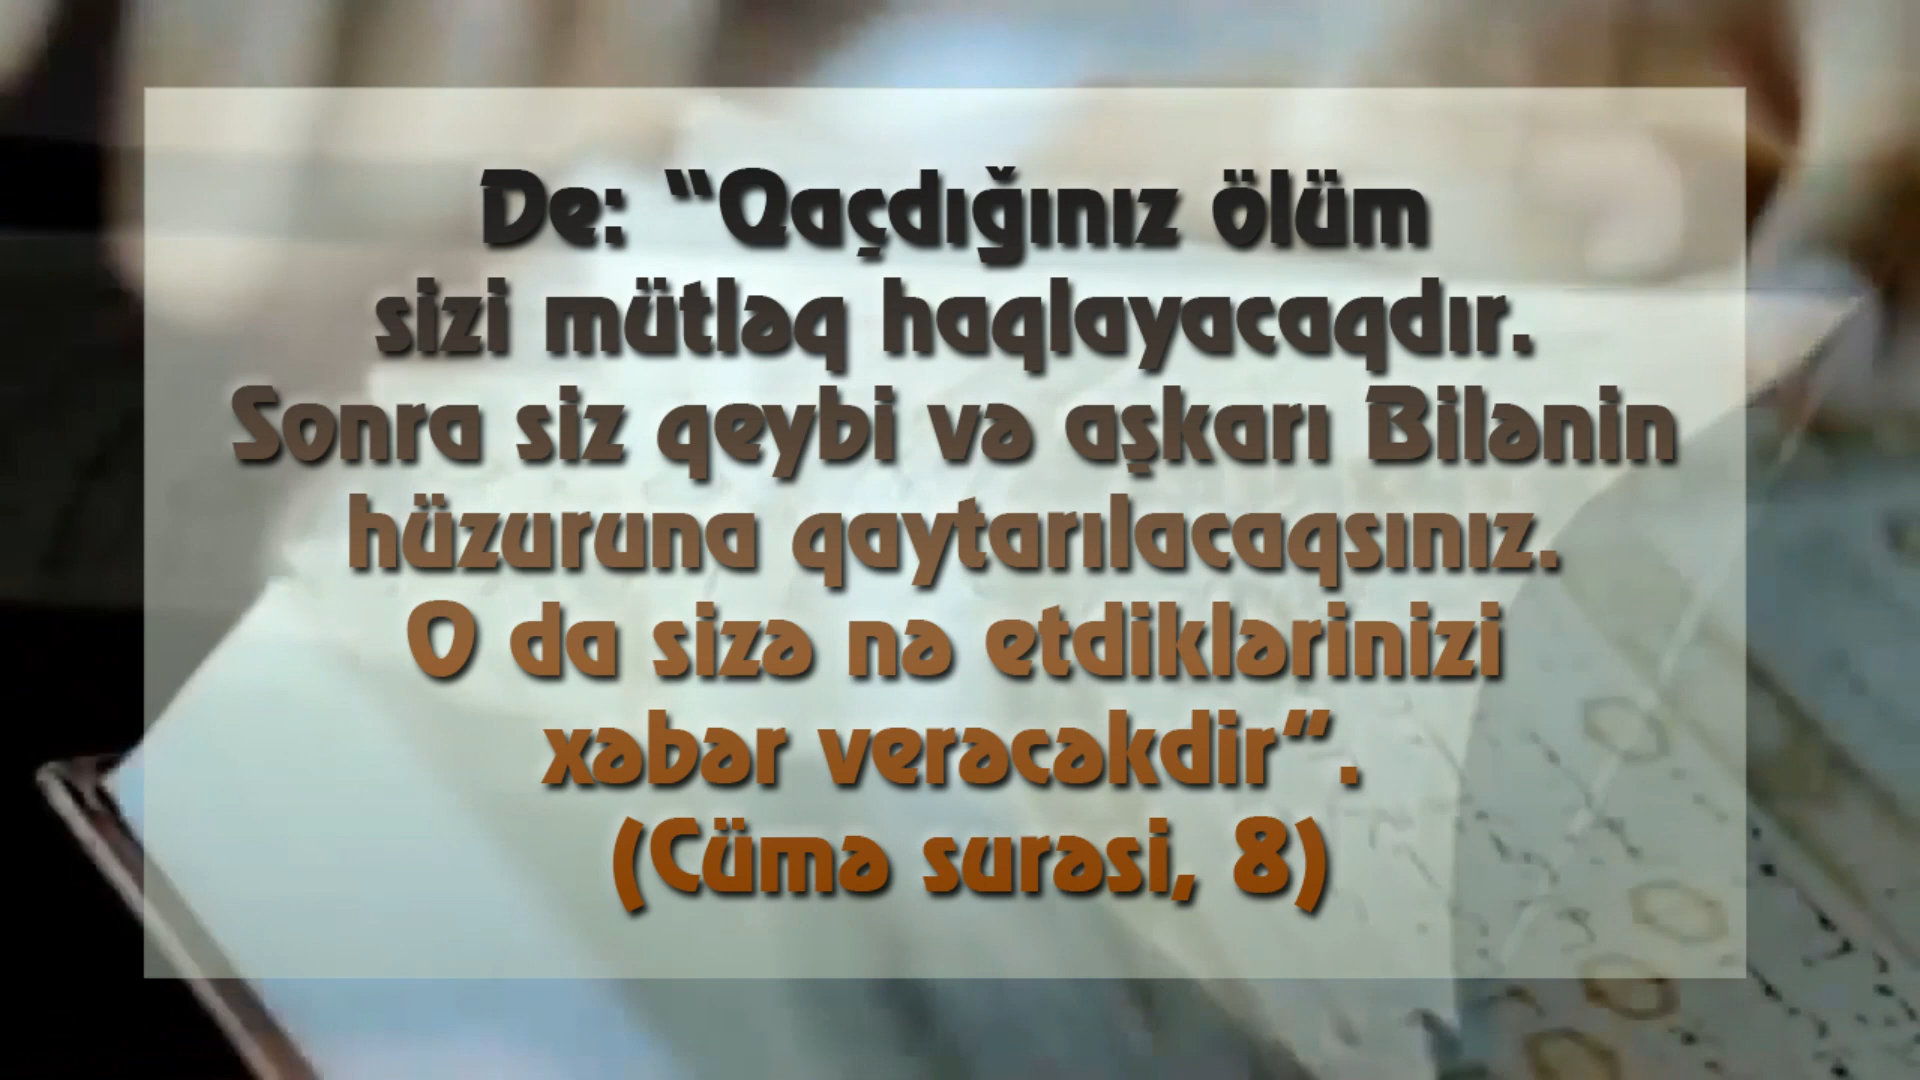 De: “Qaçdığınız ölüm
sizi mütləq haqlayacaqdır.
Sonra siz qeybi və aşkarı Bilənin
hüzuruna qaytarılacaqsınız.
O da sizə nə etdiklərinizi
xəbər verəcəkdir”.
(Cümə surəsi, 8)